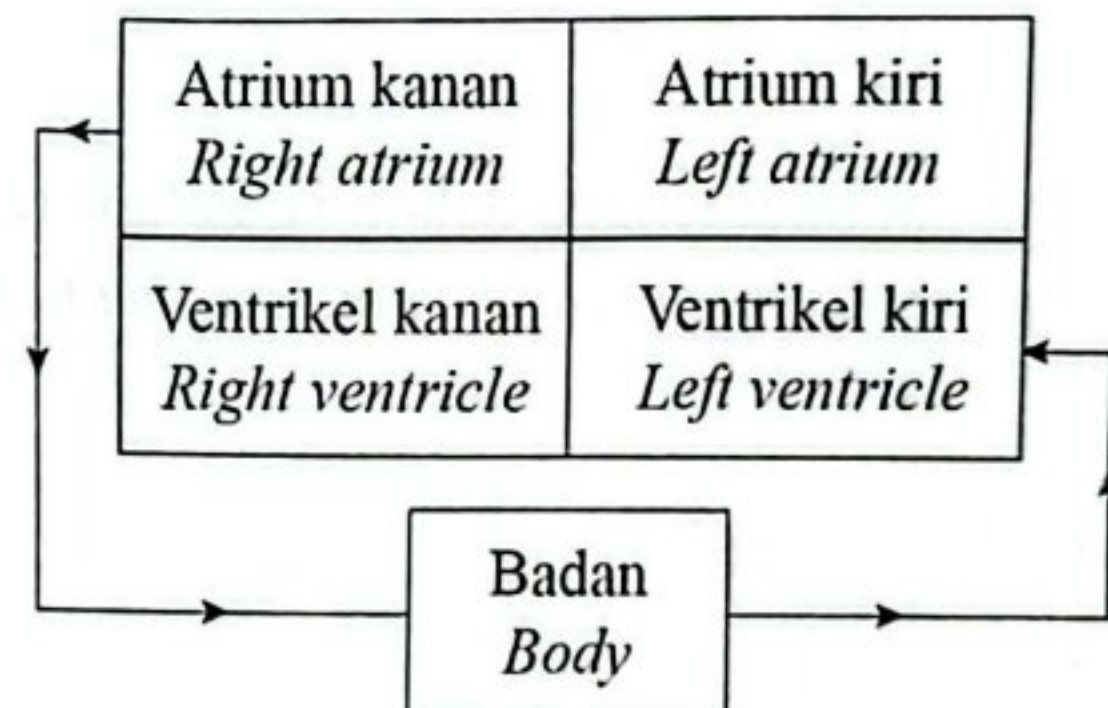 Atrium kanan
Right atrium
Atrium kiri
Left atrium
Ventrikel kanan
Right ventricle
Ventrikel kiri
Left ventricle
Badan
Body